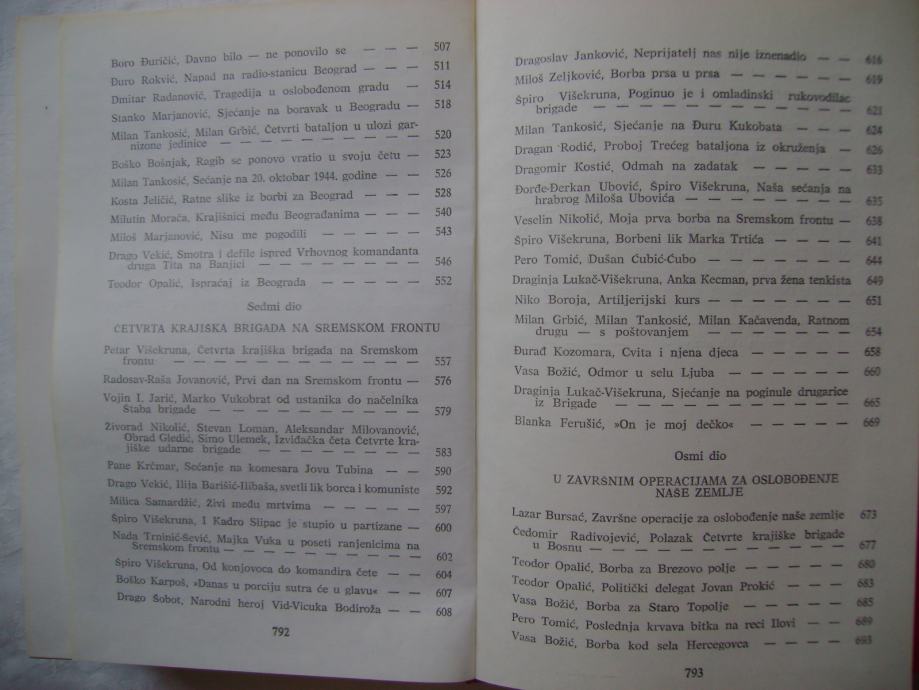 Boro Đuričić, Davno bilo — ne ponovilo se — — — 507
Đuro Rokvić, Napad na radio-stanicu Beograd — — — 511
Dmitar Radanović, Tragedija u oslobođenom gradu — 514
Stanko Marjanović, Sjećanje na boravak u Beogradu — 518
Milan Tankosić, Milan Grbić, Četvrti bataljon u ulozi gar-
nizone jedinice — — — — — — — — — 520
Boško Bošnjak, Ragib se ponovo vratio u svoju četu — 523
Milan Tankosić, Sećanje na 20. oktobar 1944. godine — 526
Kosta Jeličić, Ratne slike iz borbi za Beograd — — 528
Milutin Morača, Krajišnici među Beograđanima — — 540
Miloš Marjanović, Nisu me pogodili — — — — — 543
Drago Vekić, Smotra i defile ispred Vrhovnog komandanta
druga Tita na Banjici — — — — — — — 546
Teodor Opalić, Ispraćaj iz Beograda — — — — — 552
Sedmi dio
ČETVRTA KRAJIŠKA BRIGADA NA SREMSKOM FRONTU
Petar Višekruna, Četvrta krajiška brigada na Sremskom
frontu — — — — — — — — — — — 557
Radosav-Raša Jovanović, Prvi dan na Sremskom frontu — 576
Vojin I. Jarić, Marko Vukobrat od ustanika do načelnika
Štaba brigade — — — — — — — — — 579
Živorad Nikolić, Stevan Loman, Aleksandar Milovanović,
Obrad Gledić, Simo Ulemek, Izviđačka četa Četvrte kra-
jiške udarne brigade — — — — — — — 583
Pane Krčmar, Sećanje na komesara Jovu Tubina — — 590
Drago Vekić, Ilija Barišić-Ilibaša, svetli lik borca i komuniste 592
Milica Samardžić, Živi među mrtvima — — — — 597
Špiro Višekruna, I Kadro Slipac je stupio u partizane — 600
Nada Trninić-Šević, Majka Vuka u poseti ranjenicima na
Sremskom frontu — — — — — — — — 602
Špiro Višekruna, Od konjovoca do komandira čete — — 604
Boško Karpoš, »Danas u porciju sutra će u glavu« — — 607
Drago Šobot, Narodni heroj Vid-Vicuka Bodiroža — — 608
792
Dragoslav Janković, Neprijatelj nas nije iznenadio — — 616
Miloš Zeljković, Borba prsa u prsa — — — — — 619
Špiro Višekruna, Poginuo je i omladinski rukovodilac
brigade — — — — — — — — — — — 621
Milan Tankosić, Sjećanje na Đuru Kukobata — — — 624
Dragan Rodić, Proboj Trećeg bataljona iz okruženja — 626
Dragomir Kostić, Odmah na zadatak — — — — — 633
Đorđe-Đerkan Ubović, Špiro Višekruna, Naša sećanja na
hrabrog Miloša Ubovića — — — — — — — 635
Veselin Nikolić, Moja prva borba na Sremskom frontu — 638
Špiro Višekruna, Borbeni lik Marka Trtića — — — — 641
Pero Tomić, Dušan Ćubić-Ćubo — — — — — — 644
Draginja Lukač-Višekruna, Anka Kecman, prva žena tenkista 649
Niko Boroja, Artiljerijski kurs — — — — — — 651
Milan Grbić, Milan Tankosić, Milan Kačavenda, Ratnom
drugu — s poštovanjem — — — — — — — 654
Đurađ Kozomara, Cvita i njena djeca — — — — — 658
Vasa Božić, Odmor u selu Ljuba — — — — — — 660
Draginja Lukač-Višekruna, Sjećanje na poginule drugarice
iz Brigade — — — — — — — — — — 665
Blanka Ferušić, »On je moj dečko« — — — — — 669
Osmi dio
U ZAVRŠNIM OPERACIJAMA ZA OSLOBOĐENJE
NAŠE ZEMLJE
Lazar Bursać, Završne operacije za oslobođenje naše zemlje 673
Čedomir Radivojević, Polazak Četvrte krajiške brigade
u Bosnu — — — — — — — — — — — 677
Teodor Opalić, Borba za Brezovo polje — — — — — 680
Teodor Opalić, Politički delegat Jovan Prokić — — — 683
Vasa Božić, Borba za Staro Topolje — — — — — 685
Pero Tomić, Poslednja krvava bitka na reci Ilovi — — 689
Vasa Božić, Borba kod sela Hercegovca — — — — 693
793